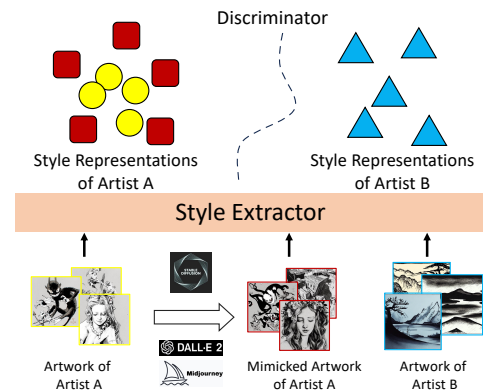 Discriminator
Style Representations
of Artist A
Style Representations
of Artist B
Style Extractor
STABLE
DIFFUSION
DALL·E 2
Midjourney
Artwork of
Artist A
Mimicked Artwork
of Artist A
Artwork of
Artist B